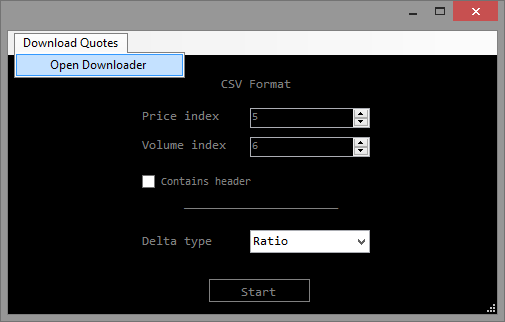 Download Quotes
Open Downloader
CSV Format
Price index 5
Volume index 6
Contains header
Delta type Ratio
Start